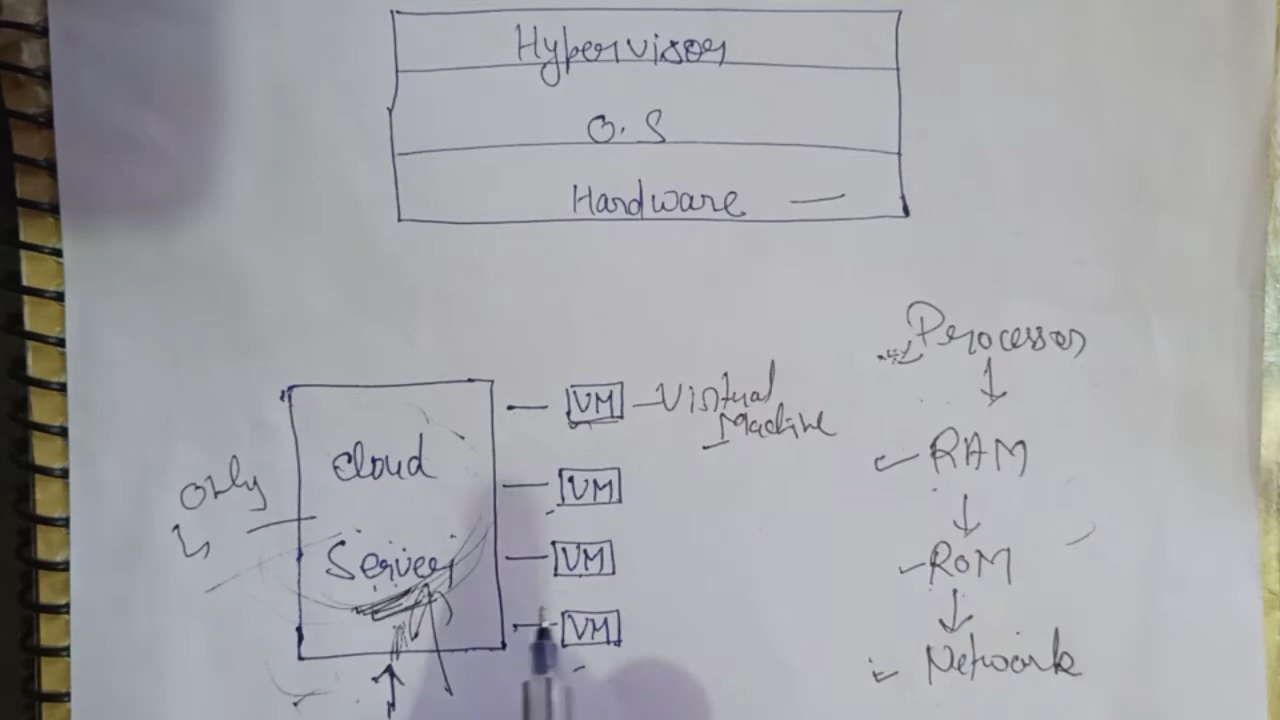 Hypervisor
O.S
Hardware
Processor
RAM
ROM
Network
Only
Cloud
Server
VM
Virtual
Machine
VM
VM
VM